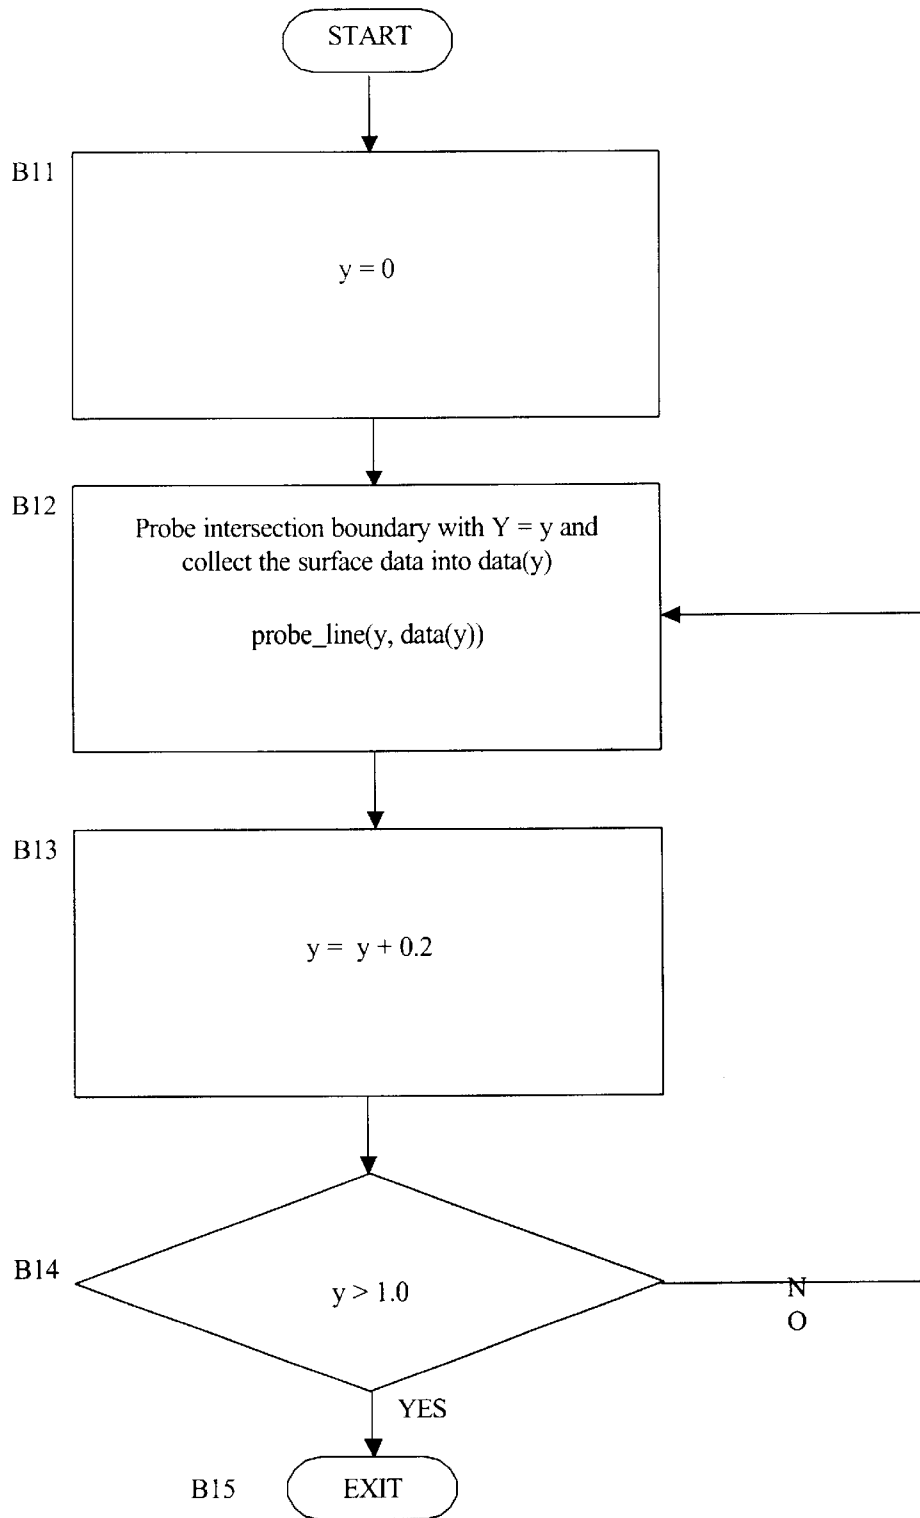 START
B11
y = 0
B12
Probe intersection boundary with Y = y and
collect the surface data into data(y)
probe_line(y, data(y))
B13
y = y + 0.2
B14
y > 1.0
N
O
YES
B15
EXIT